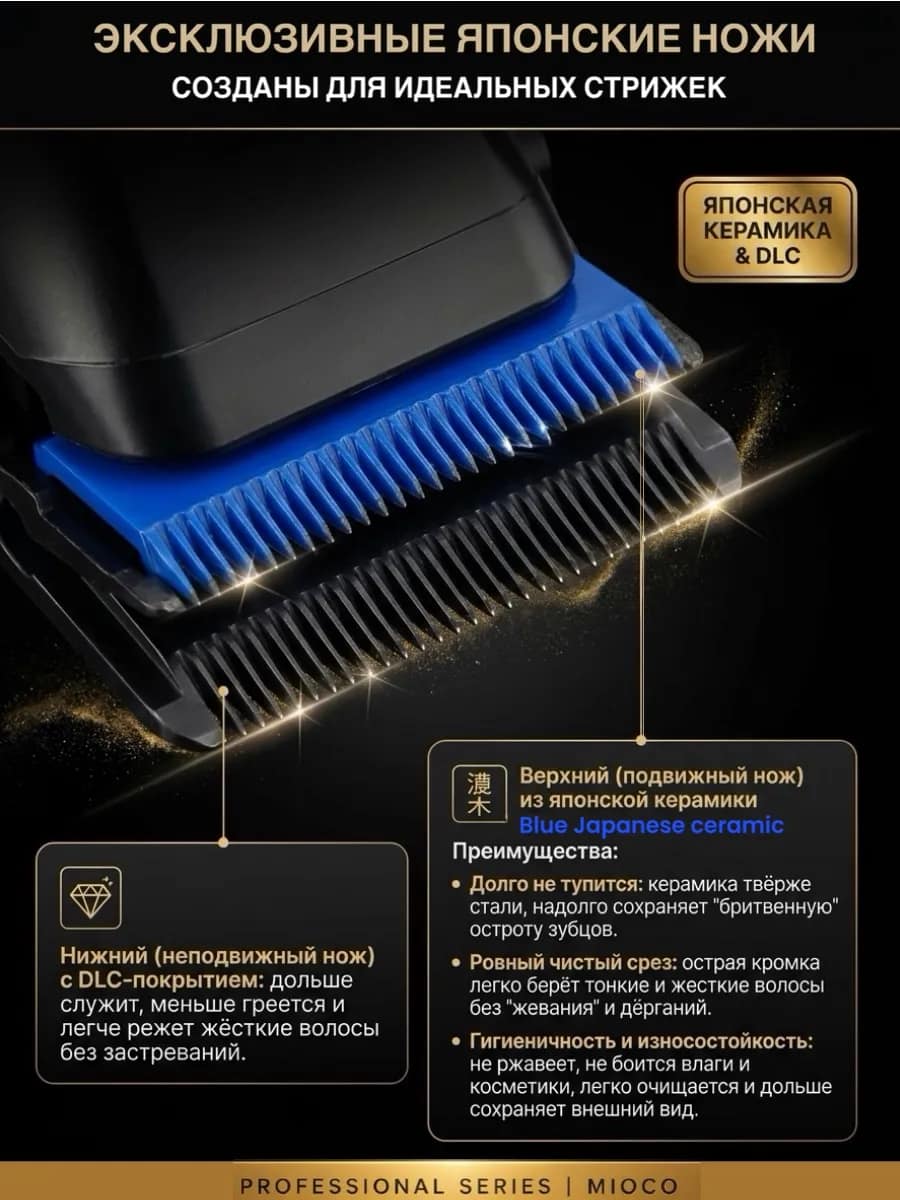 ЭКСКЛЮЗИВНЫЕ ЯПОНСКИЕ НОЖИ
СОЗДАНЫ ДЛЯ ИДЕАЛЬНЫХ СТРИЖЕК
ЯПОНСКАЯ
КЕРАМИКА
& DLC
濃
木
Верхний (подвижный нож)
из японской керамики
Blue Japanese ceramic
Преимущества:
• Долго не тупится: керамика твёрже
стали, надолго сохраняет "бритвенную"
остроту зубцов.
• Ровный чистый срез: острая кромка
легко берёт тонкие и жесткие волосы
без "жевания" и дёрганий.
• Гигиеничность и износостойкость:
не ржавеет, не боится влаги и
косметики, легко очищается и дольше
сохраняет внешний вид.
Нижний (неподвижный нож)
с DLC-покрытием: дольше
служит, меньше греется и
легче режет жёсткие волосы
без застреваний.
PROFESSIONAL SERIES | MIOCO